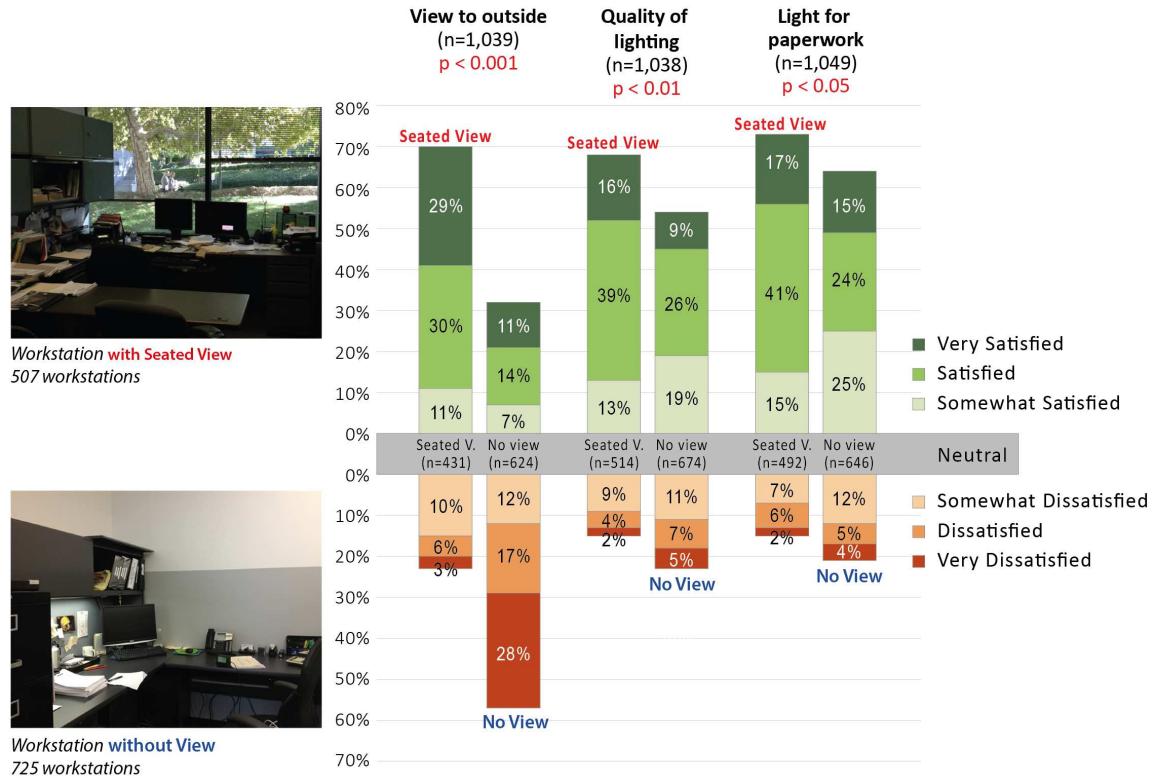 View to outside
(n=1,039)
p < 0.001
Quality of
lighting
(n=1,038)
p < 0.01
Light for
paperwork
(n=1,049)
p < 0.05
80%
70%
60%
50%
40%
30%
20%
10%
0%
0%
10%
20%
30%
40%
50%
60%
70%
Seated View
29%
30%
11%
11%
14%
7%
Seated View
16%
39%
13%
9%
26%
19%
Seated View
17%
41%
15%
15%
24%
25%
Seated V.
(n=431)
No view
(n=624)
Seated V.
(n=514)
No view
(n=674)
Seated V.
(n=492)
No view
(n=646)
10%
6%
3%
12%
17%
28%
No View
9%
4%
2%
11%
7%
5%
No View
7%
6%
2%
12%
5%
4%
No View
Very Satisfied
Satisfied
Somewhat Satisfied
Neutral
Somewhat Dissatisfied
Dissatisfied
Very Dissatisfied
Workstation with Seated View
507 workstations
Workstation without View
725 workstations